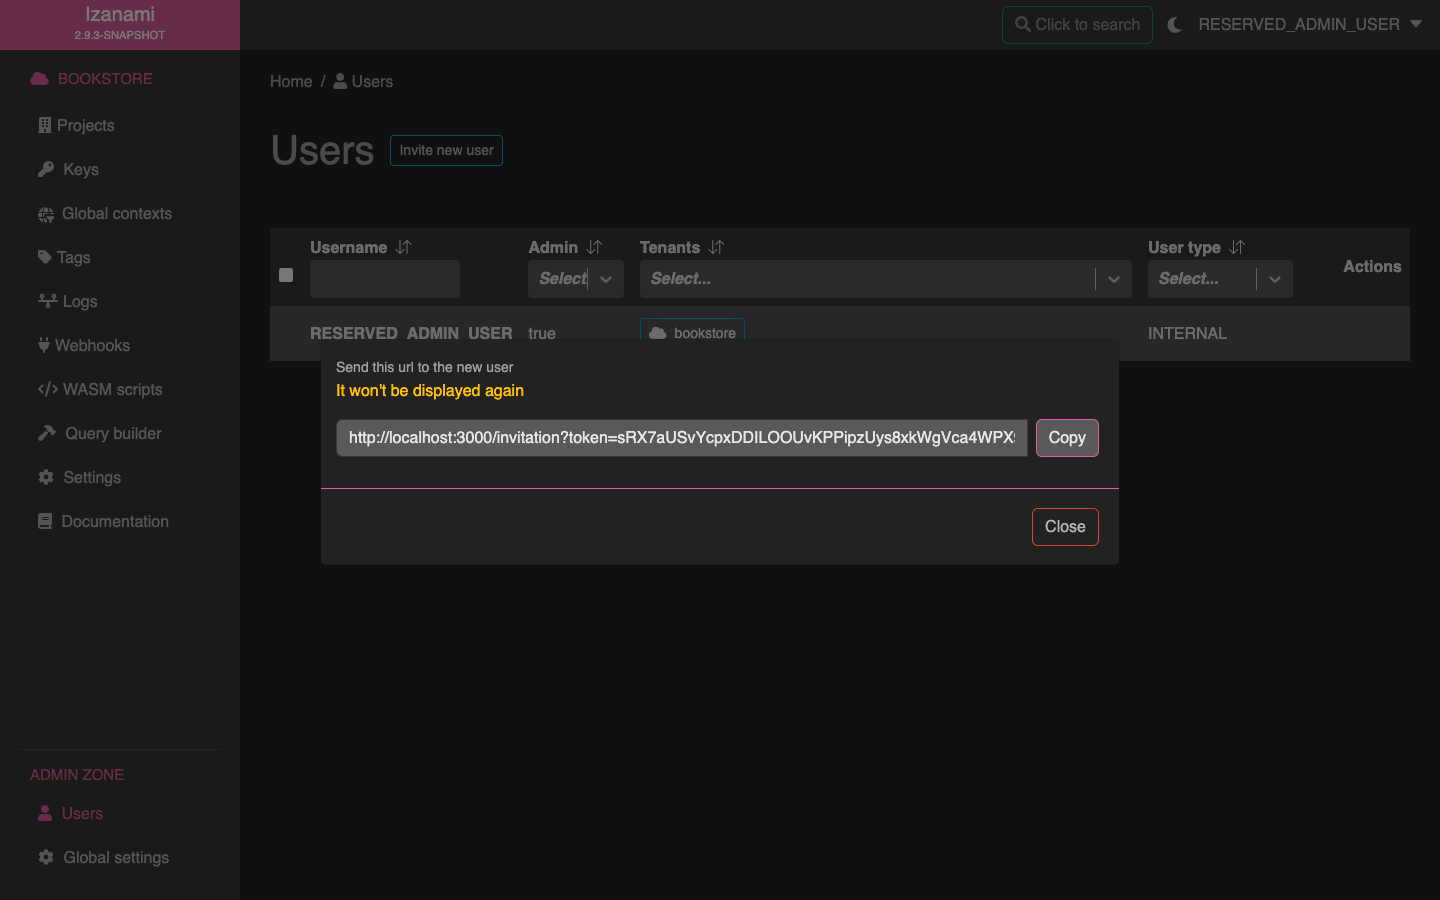 Izanami
2.9.3-SNAPSHOT
Click to search
RESERVED_ADMIN_USER
BOOKSTORE
Projects
Keys
Global contexts
Tags
Logs
Webhooks
WASM scripts
Query builder
Settings
Documentation
ADMIN ZONE
Users
Global settings
Home / Users
Users
Invite new user
Username Admin Tenants User type Actions
Select Select... Select...
RESERVED_ADMIN_USER true bookstore INTERNAL
Send this url to the new user
It won't be displayed again
http://localhost:3000/invitation?token=sRX7aUSvYcpxDDILOOUvKPPipzUys8xkWgVca4WPX
Copy
Close